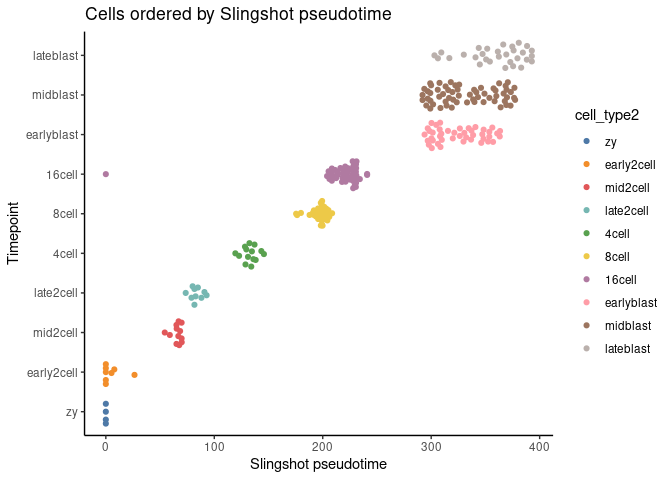 Cells ordered by Slingshot pseudotime
Timepoint
lateblast
midblast
earlyblast
16cell
8cell
4cell
late2cell
mid2cell
early2cell
zy
0 100 200 300 400
Slingshot pseudotime
cell_type2
zy
early2cell
mid2cell
late2cell
4cell
8cell
16cell
earlyblast
midblast
lateblast